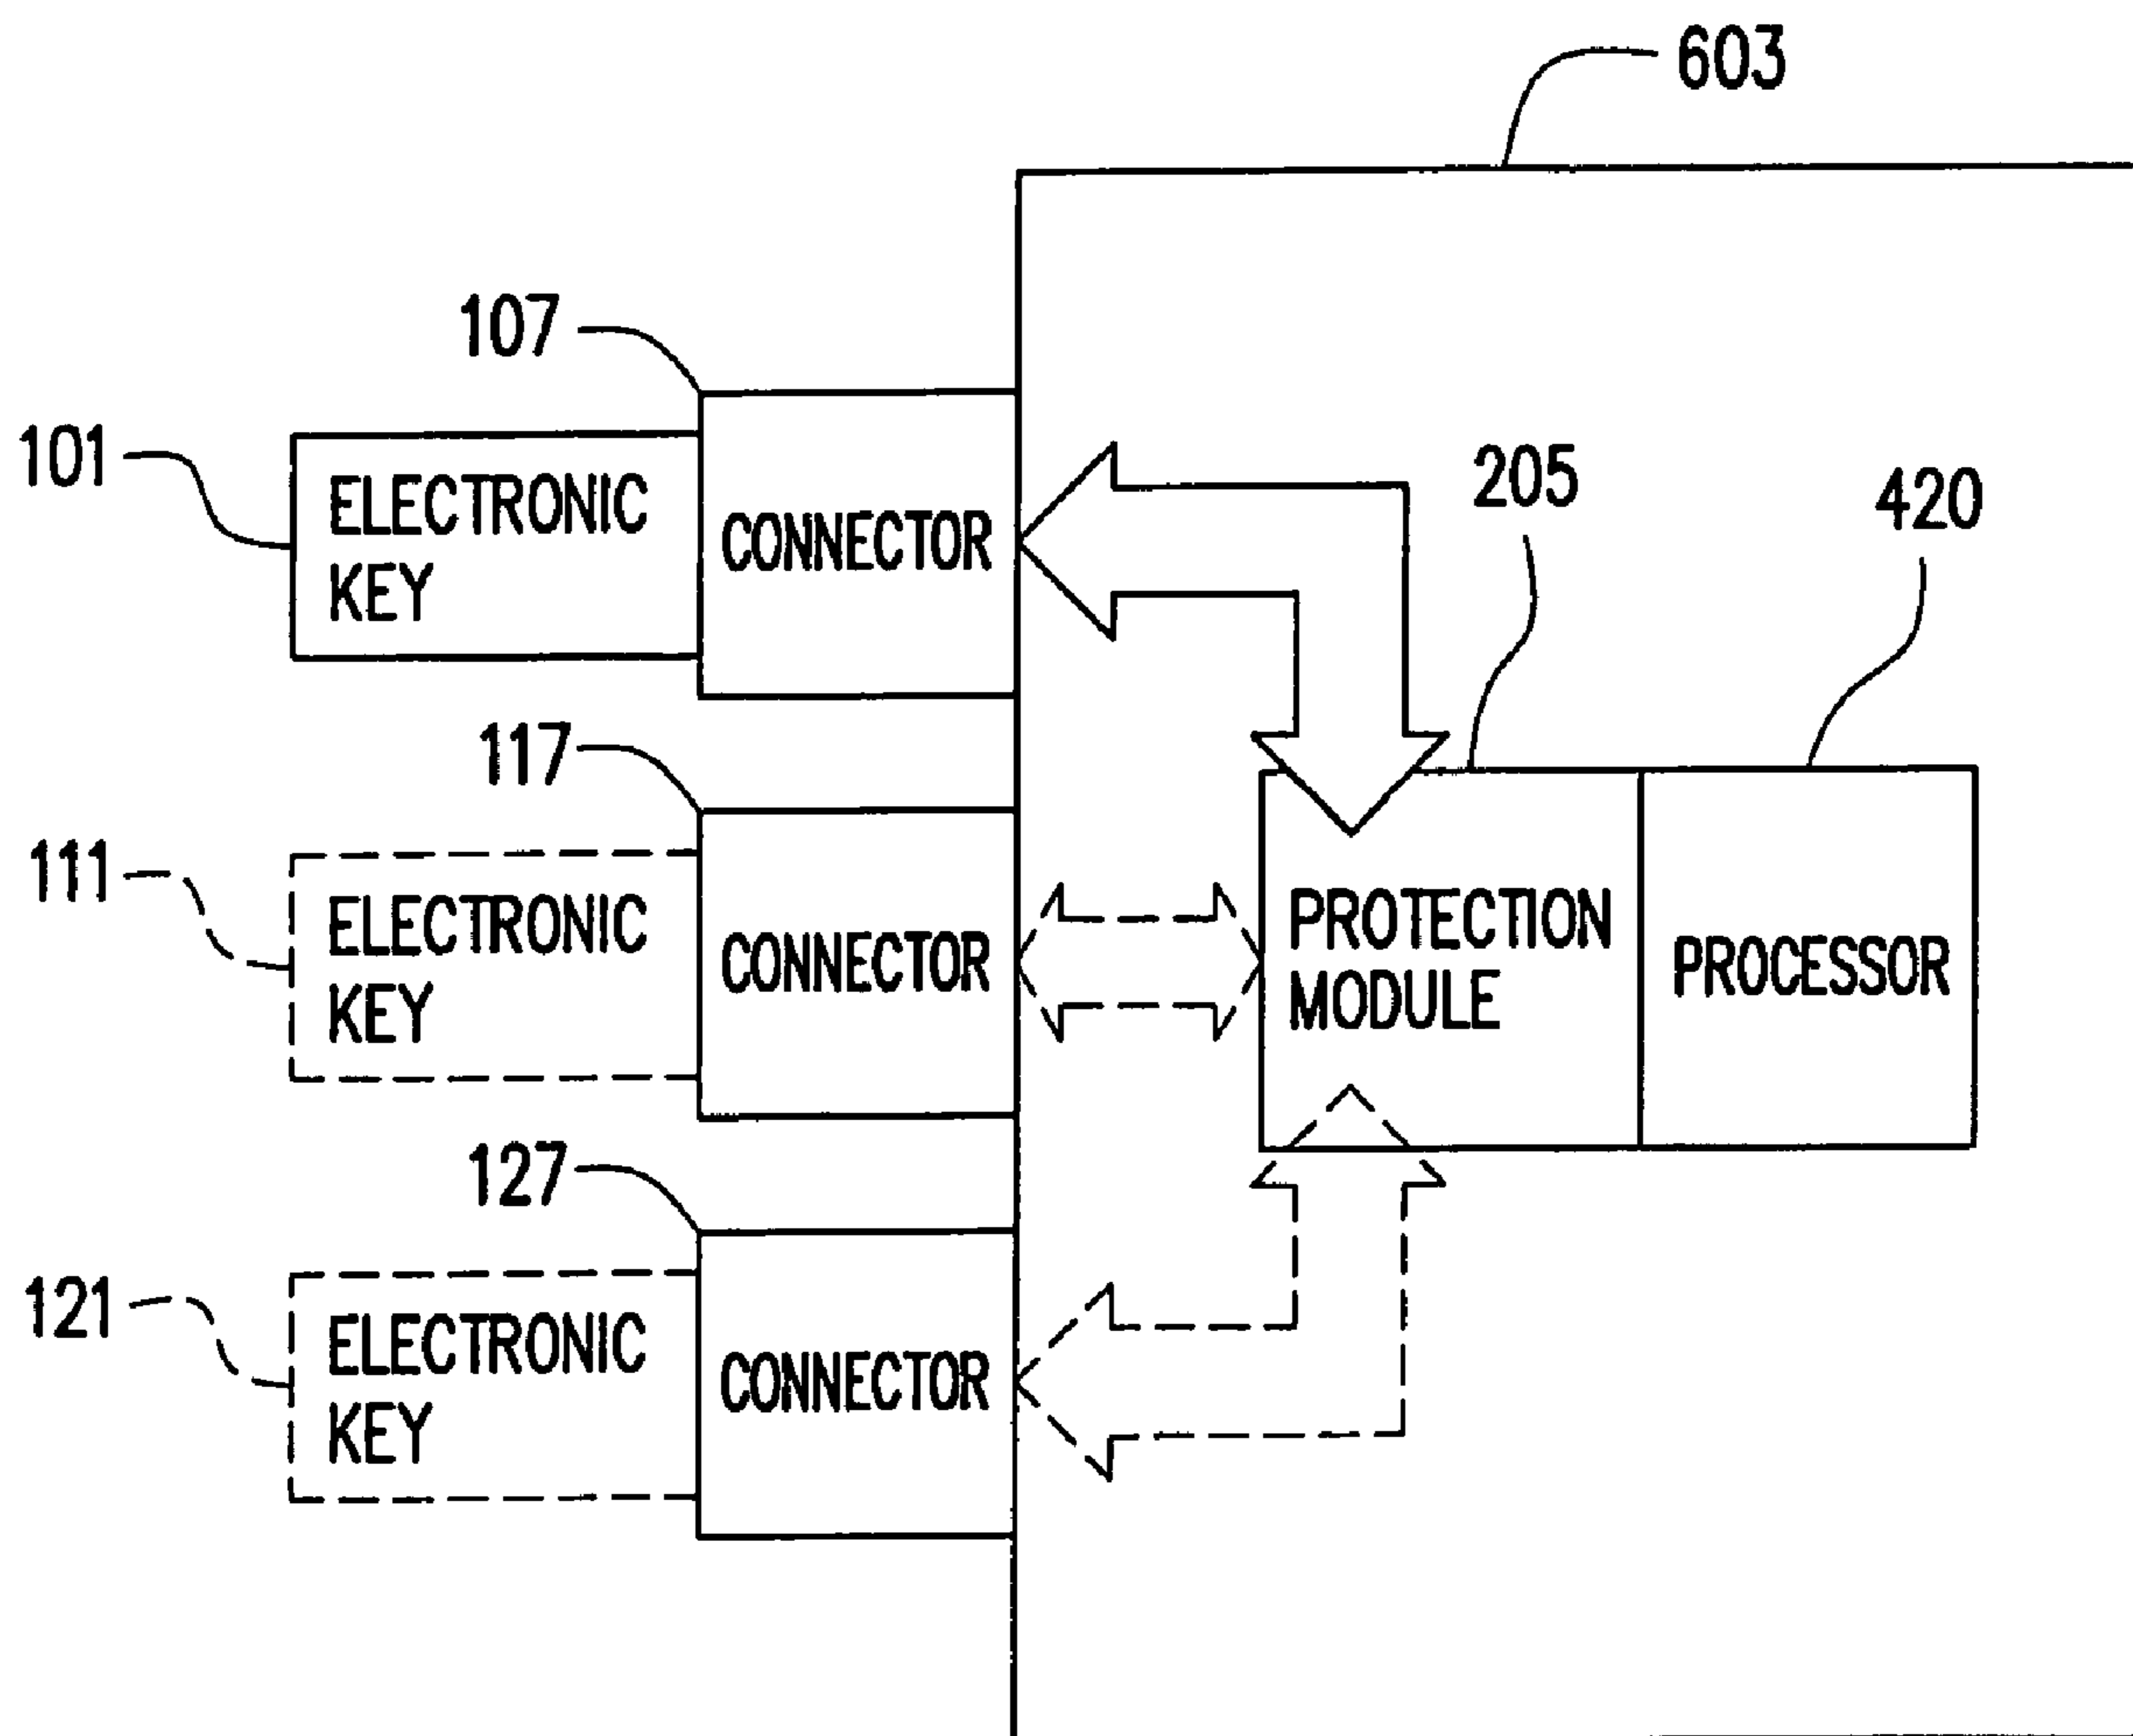 603
107
101
ELECTRONIC
KEY
CONNECTOR
205
420
117
111
ELECTRONIC
KEY
CONNECTOR
PROTECTION
MODULE
PROCESSOR
127
121
ELECTRONIC
KEY
CONNECTOR